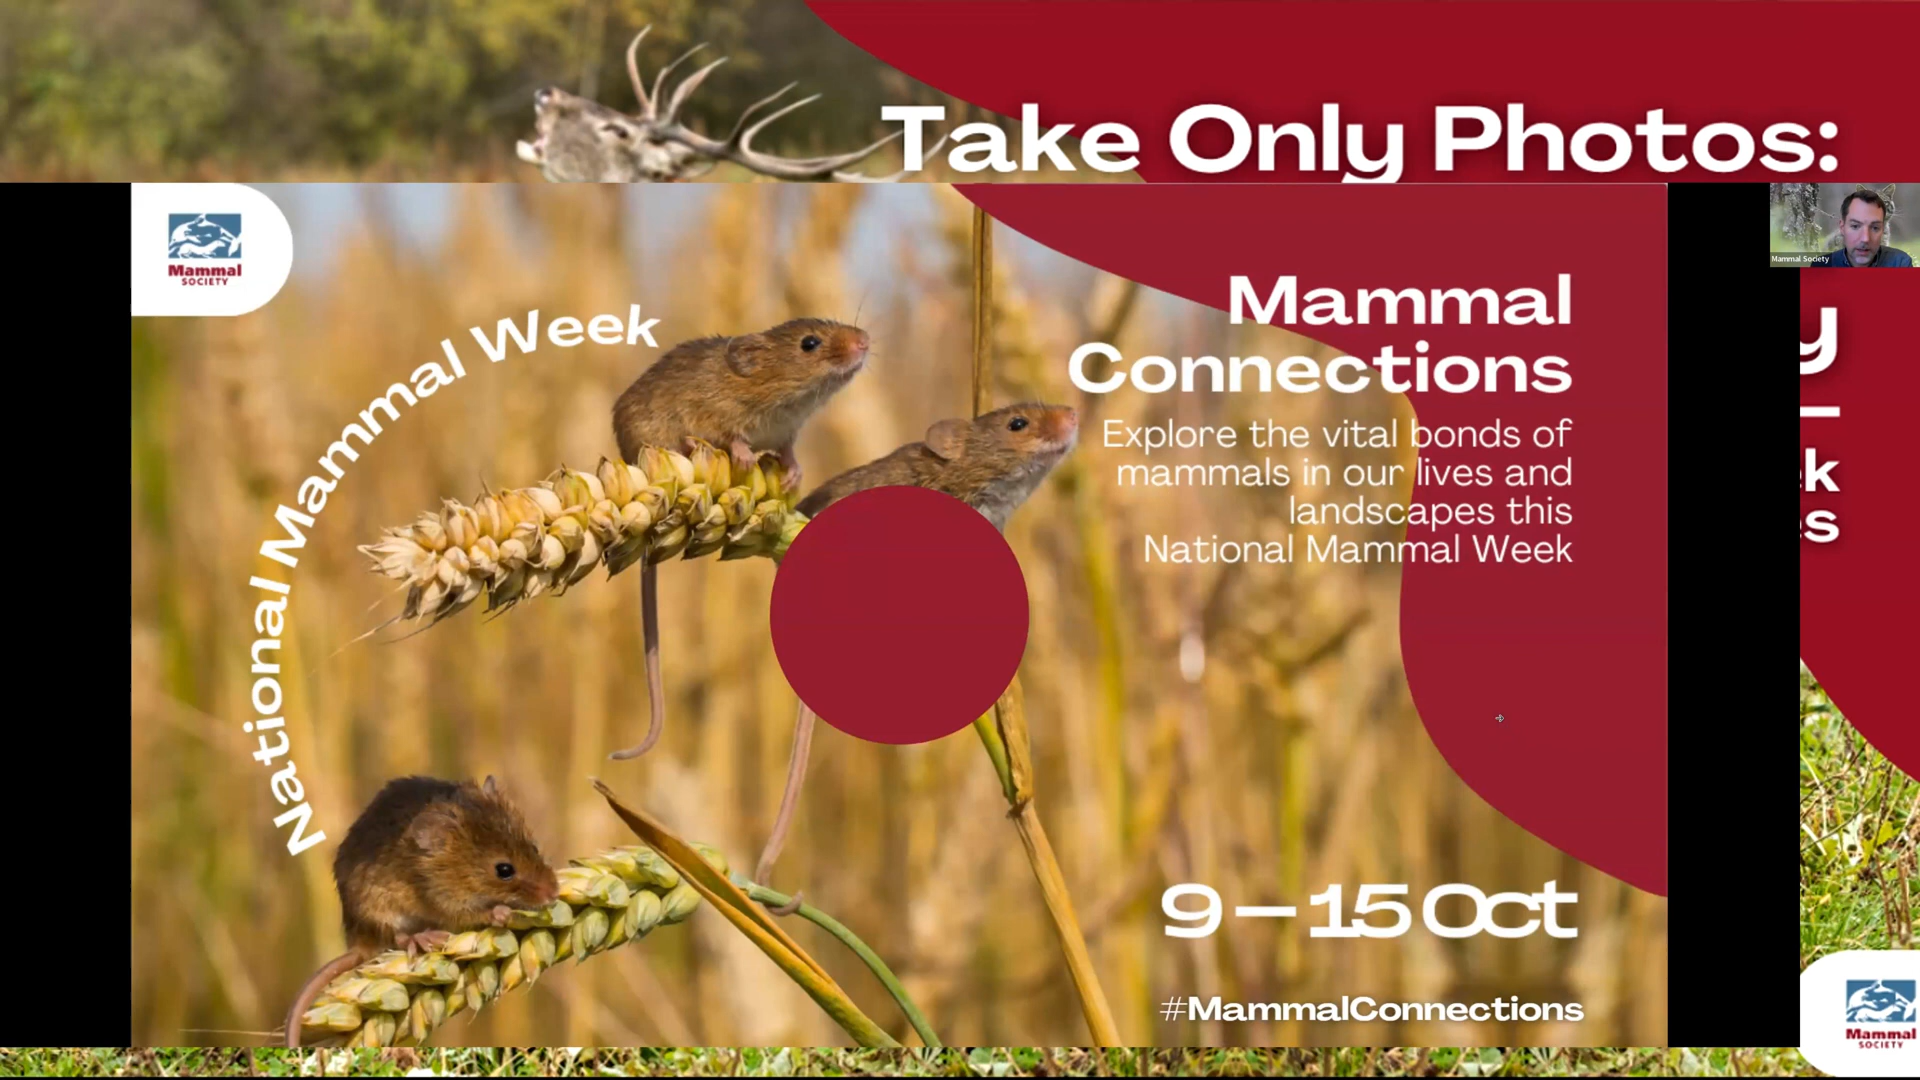 Take Only Photos:
Mammal
SOCIETY
National Mammal Week
Mammal
Connections
Explore the vital bonds of
mammals in our lives and
landscapes this
National Mammal Week
9 – 15 Oct
#MammalConnections
Mammal Society
Mammal
SOCIETY